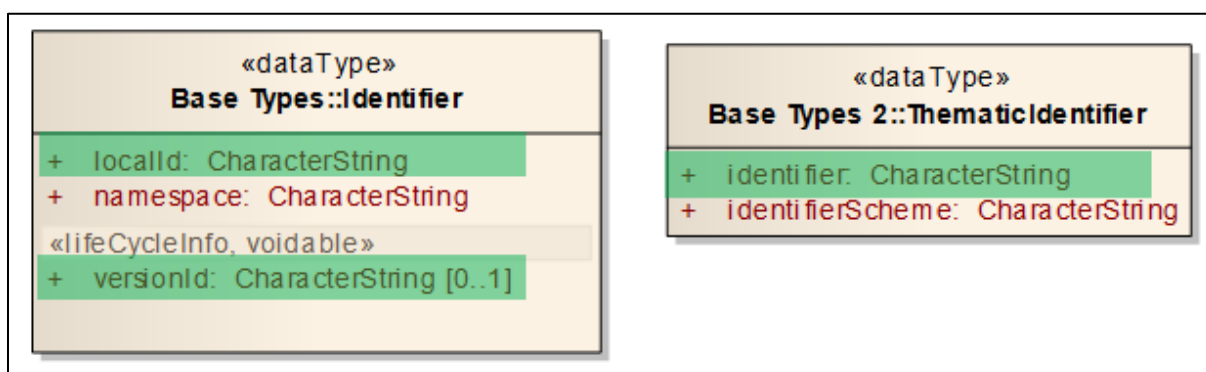 «dataType»
Base Types::Identifier
+ localId: CharacterString
+ namespace: CharacterString
«lifeCycleInfo, voidable»
+ versionId: CharacterString [0..1]
«dataType»
Base Types 2::ThematicIdentifier
+ identifier: CharacterString
+ identifierScheme: CharacterString